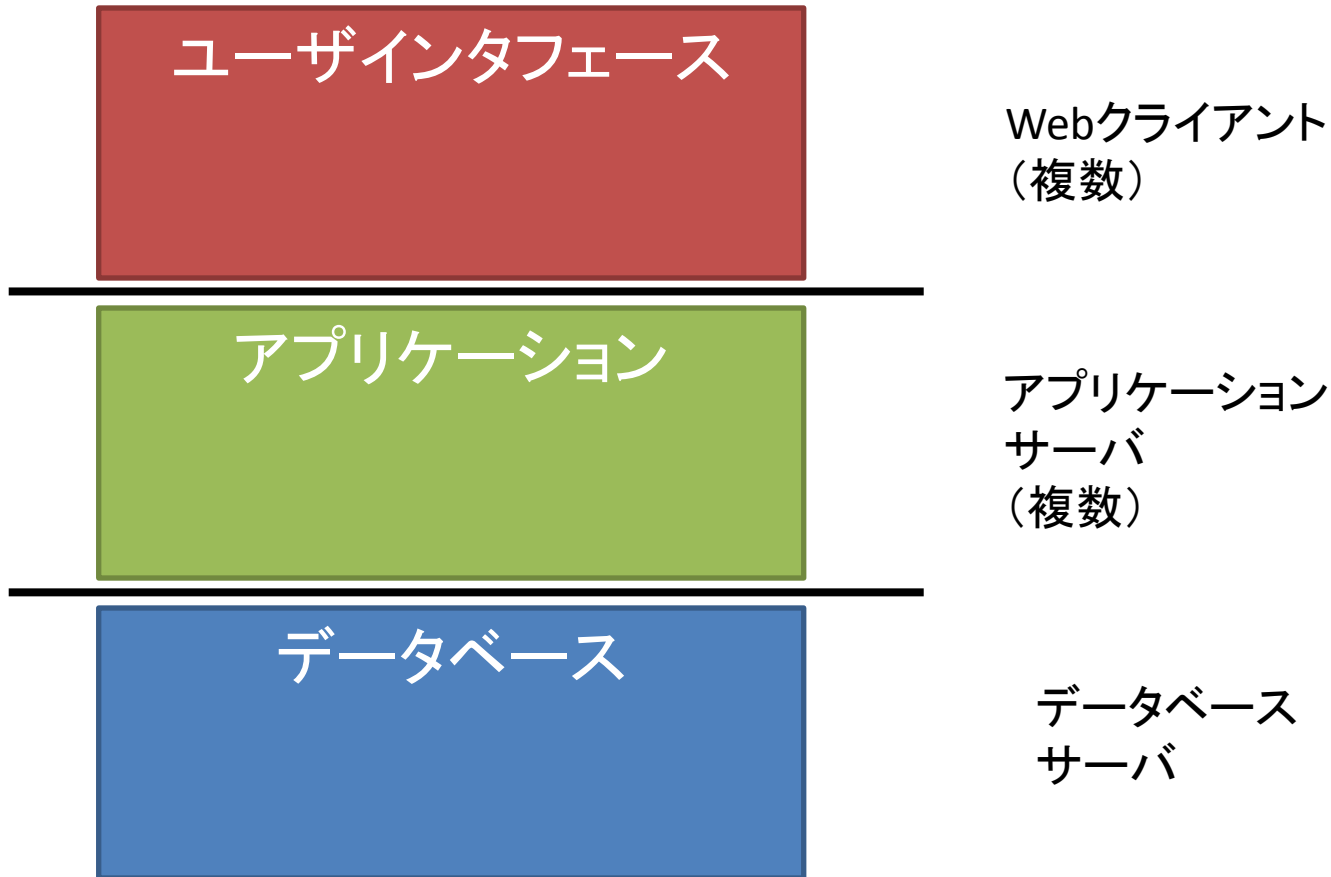 ユーザインタフェース
Webクライアント
（複数）
アプリケーション
アプリケーション
サーバ
（複数）
データベース
データベース
サーバ